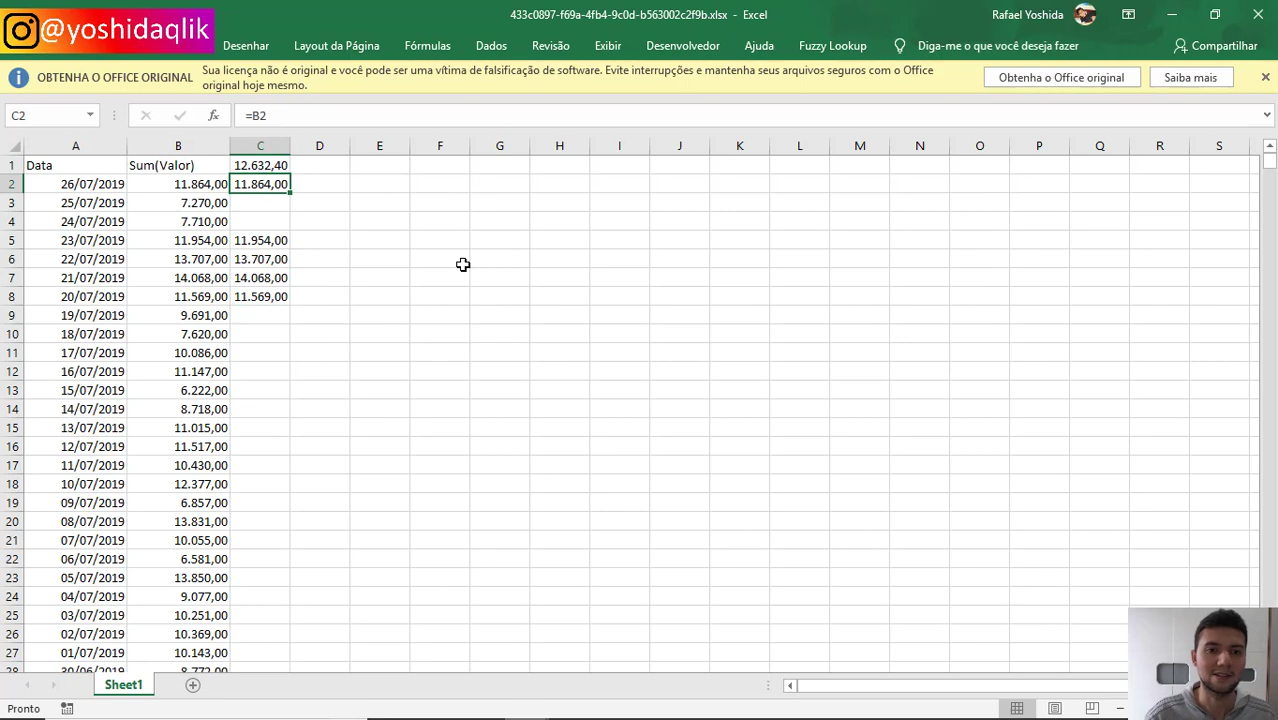 @yoshidaqlik
433c0897-f69a-4fb4-9c0d-b563002c2f9b.xlsx - Excel
Rafael Yoshida
Desenhar Layout da Página Fórmulas Dados Revisão Exibir Desenvolvedor Ajuda Fuzzy Lookup Diga-me o que você deseja fazer Compartilhar
OBTENHA O OFFICE ORIGINAL Sua licença não é original e você pode ser uma vítima de falsificação de software. Evite interrupções e mantenha seus arquivos seguros com o Office
original hoje mesmo.
Obtenha o Office original Saiba mais
C2 fx =B2
A B C D E F G H I J K L M N O P Q R S
1 Data Sum(Valor) 12.632,40
2 26/07/2019 11.864,00 11.864,00
3 25/07/2019 7.270,00
4 24/07/2019 7.710,00
5 23/07/2019 11.954,00 11.954,00
6 22/07/2019 13.707,00 13.707,00
7 21/07/2019 14.068,00 14.068,00
8 20/07/2019 11.569,00 11.569,00
9 19/07/2019 9.691,00
10 18/07/2019 7.620,00
11 17/07/2019 10.086,00
12 16/07/2019 11.147,00
13 15/07/2019 6.222,00
14 14/07/2019 8.718,00
15 13/07/2019 11.015,00
16 12/07/2019 11.517,00
17 11/07/2019 10.430,00
18 10/07/2019 12.377,00
19 09/07/2019 6.857,00
20 08/07/2019 13.831,00
21 07/07/2019 10.055,00
22 06/07/2019 6.581,00
23 05/07/2019 13.850,00
24 04/07/2019 9.077,00
25 03/07/2019 10.251,00
26 02/07/2019 10.369,00
27 01/07/2019 10.143,00
28 30/06/2019 8.772,00
Sheet1
Pronto